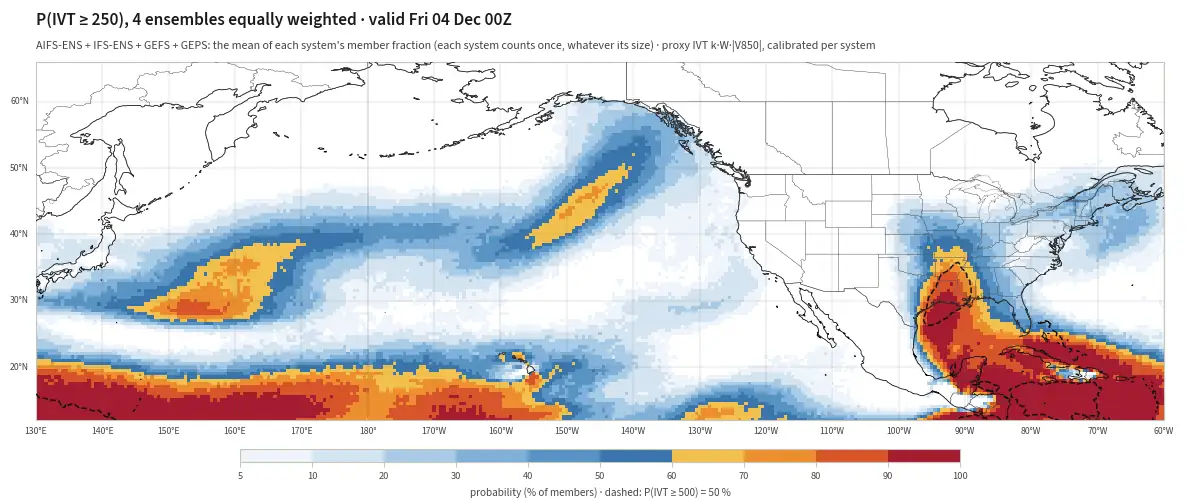 P(IVT ≥ 250), 4 ensembles equally weighted · valid Fri 04 Dec 00Z
AIFS-ENS + IFS-ENS + GEFS + GEPS: the mean of each system's member fraction (each system counts once, whatever its size) · proxy IVT k·W·|V850|, calibrated per system
60°N
50°N
40°N
30°N
20°N
130°E 140°E 150°E 160°E 170°E 180° 170°W 160°W 150°W 140°W 130°W 120°W 110°W 100°W 90°W 80°W 70°W 60°W
5 10 20 30 40 50 60 70 80 90 100
probability (% of members) · dashed: P(IVT ≥ 500) = 50 %